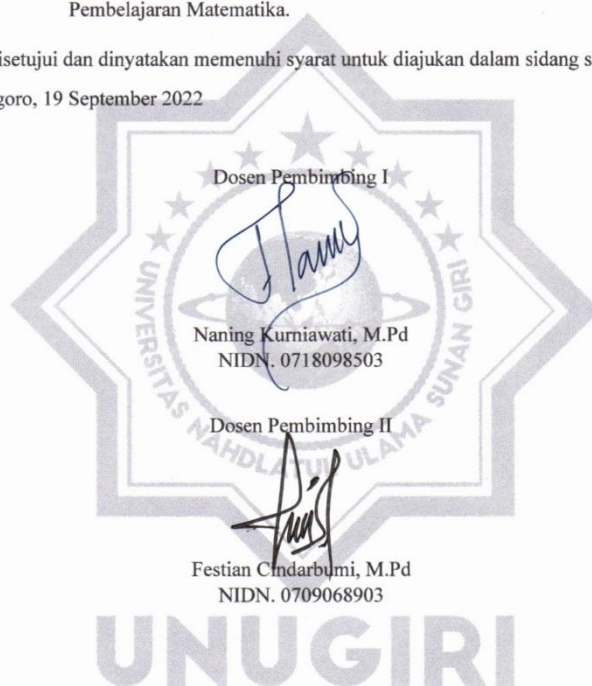 Pembelajaran Matematika.
isetujui dan dinyatakan memenuhi syarat untuk diajukan dalam sidang s
goro, 19 September 2022
Dosen Pembimbing I
Naning Kurniawati, M.Pd
NIDN. 0718098503
Dosen Pembimbing II
Festian Cindarbumi, M.Pd
NIDN. 0709068903
UNIVERSITAS NAHDLATUL ULAMA SUNAN GIRI
UNUGIRI